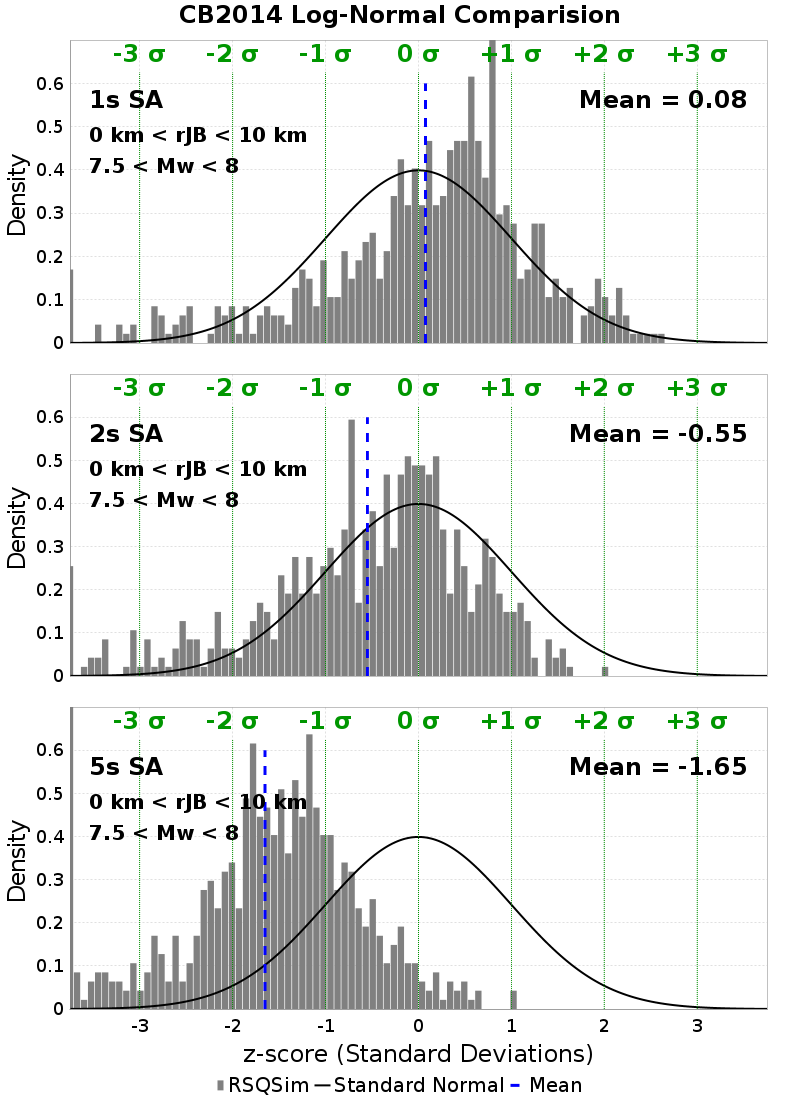 CB2014 Log-Normal Comparision
-3 σ -2 σ -1 σ 0 σ +1 σ +2 σ +3 σ
1s SA Mean = 0.08
0 km < rJB < 10 km
7.5 < Mw < 8
0.6
0.5
0.4
0.3
0.2
0.1
0
Density
-3 σ -2 σ -1 σ 0 σ +1 σ +2 σ +3 σ
2s SA Mean = -0.55
0 km < rJB < 10 km
7.5 < Mw < 8
0.6
0.5
0.4
0.3
0.2
0.1
0
Density
-3 σ -2 σ -1 σ 0 σ +1 σ +2 σ +3 σ
5s SA Mean = -1.65
0 km < rJB < 10 km
7.5 < Mw < 8
0.6
0.5
0.4
0.3
0.2
0.1
0
Density
-3 -2 -1 0 1 2 3
z-score (Standard Deviations)
RSQSim Standard Normal Mean